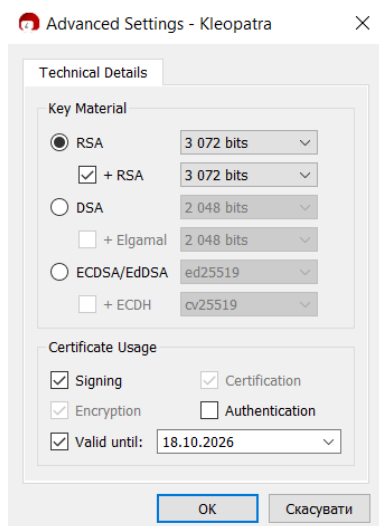 Advanced Settings - Kleopatra
Technical Details
Key Material
RSA 3 072 bits
+ RSA 3 072 bits
DSA 2 048 bits
+ Elgamal 2 048 bits
ECDSA/EdDSA ed25519
+ ECDH cv25519
Certificate Usage
Signing Certification
Encryption Authentication
Valid until: 18.10.2026
OK Скасувати